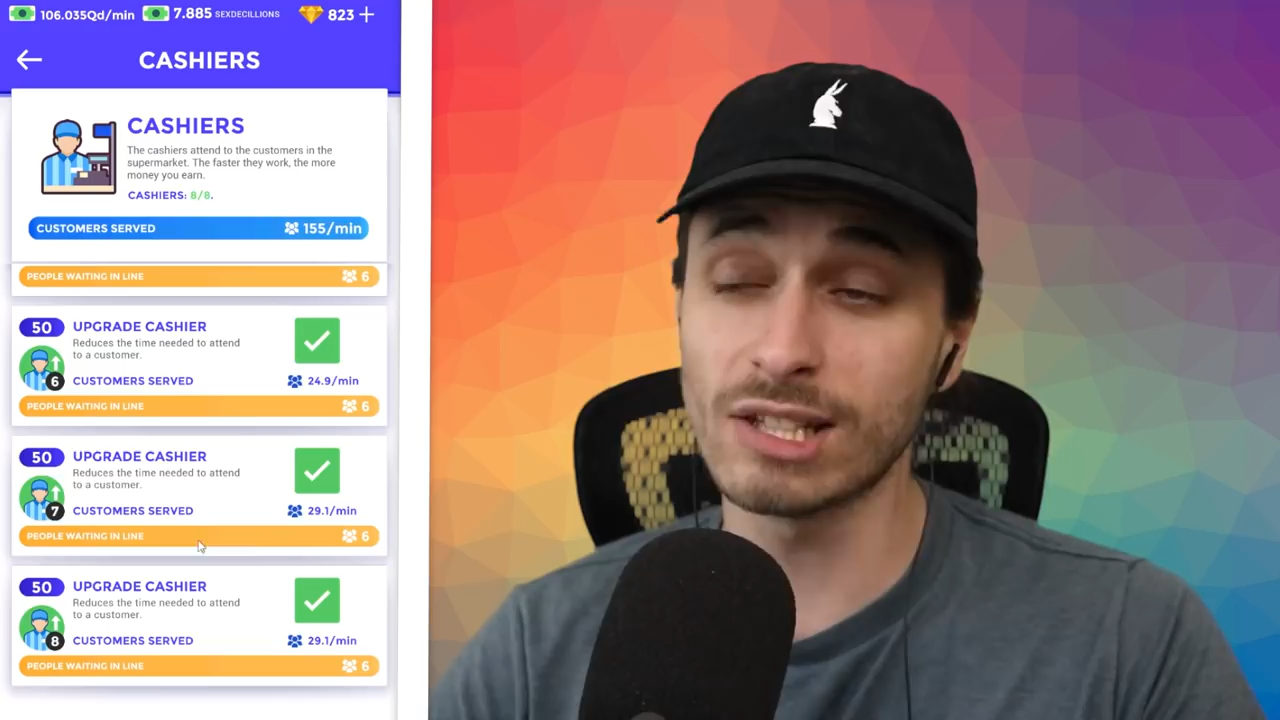 106.035Qd/min 7.885 SEXDECILLIONS 823 +
CASHIERS
CASHIERS
The cashiers attend to the customers in the
supermarket. The faster they work, the more
money you earn.
CASHIERS: 8/8.
CUSTOMERS SERVED 155/min
PEOPLE WAITING IN LINE 6
50 UPGRADE CASHIER
Reduces the time needed to attend
to a customer.
6 CUSTOMERS SERVED 24.9/min
PEOPLE WAITING IN LINE 6
50 UPGRADE CASHIER
Reduces the time needed to attend
to a customer.
7 CUSTOMERS SERVED 29.1/min
PEOPLE WAITING IN LINE 6
50 UPGRADE CASHIER
Reduces the time needed to attend
to a customer.
8 CUSTOMERS SERVED 29.1/min
PEOPLE WAITING IN LINE 6